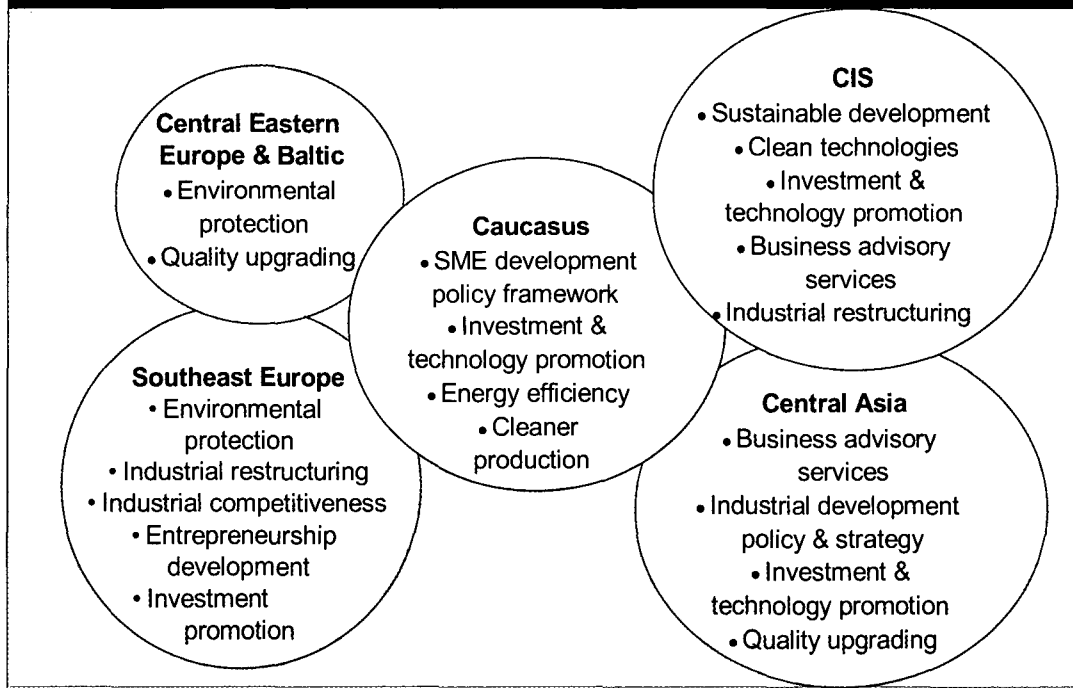 Central Eastern
Europe & Baltic
• Environmental
protection
• Quality upgrading
Southeast Europe
• Environmental
protection
• Industrial restructuring
• Industrial competitiveness
• Entrepreneurship
development
• Investment
promotion
Caucasus
• SME development
policy framework
• Investment &
technology promotion
• Energy efficiency
• Cleaner
production
CIS
• Sustainable development
• Clean technologies
• Investment &
technology promotion
• Business advisory
services
• Industrial restructuring
Central Asia
• Business advisory
services
• Industrial development
policy & strategy
• Investment &
technology promotion
• Quality upgrading